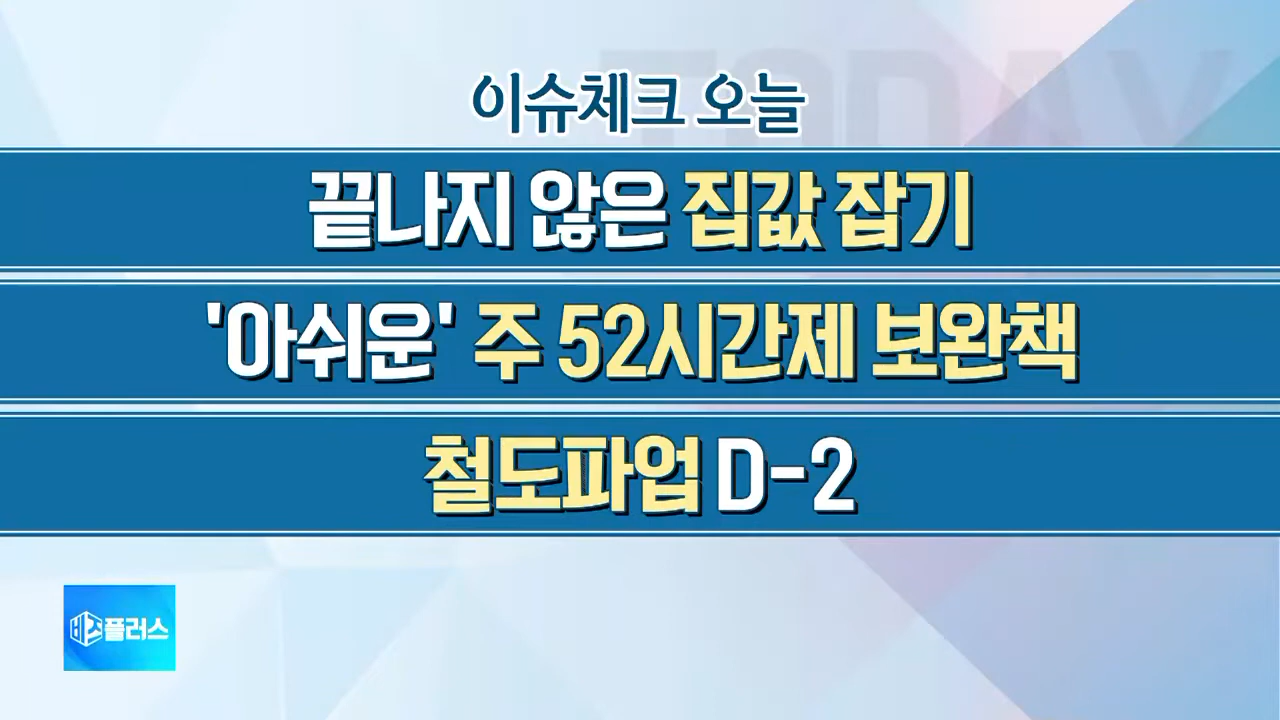 TODAY
이슈체크 오늘
끝나지 않은 집값 잡기
'아쉬운' 주 52시간제 보완책
철도파업 D-2
비즈플러스